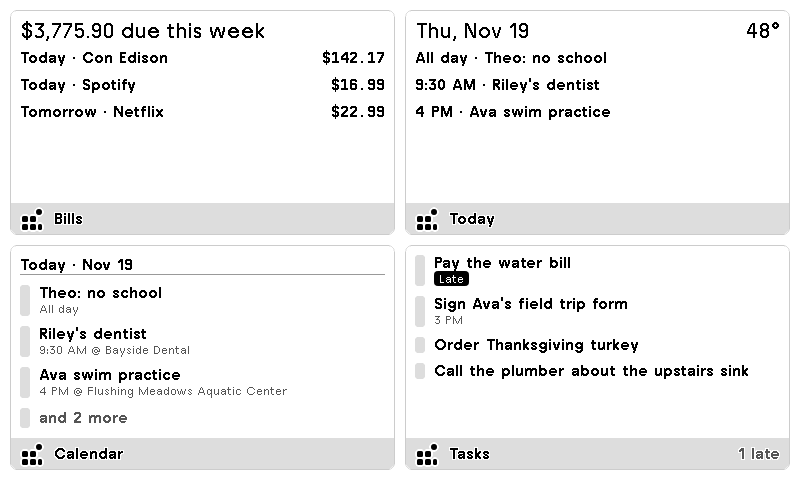 $3,775.90 due this week
Today · Con Edison $142.17
Today · Spotify $16.99
Tomorrow · Netflix $22.99
Bills
Thu, Nov 19 48°
All day · Theo: no school
9:30 AM · Riley's dentist
4 PM · Ava swim practice
Today
Today · Nov 19
Theo: no school
All day
Riley's dentist
9:30 AM @ Bayside Dental
Ava swim practice
4 PM @ Flushing Meadows Aquatic Center
and 2 more
Calendar
Pay the water bill
Late
Sign Ava's field trip form
3 PM
Order Thanksgiving turkey
Call the plumber about the upstairs sink
Tasks 1 late